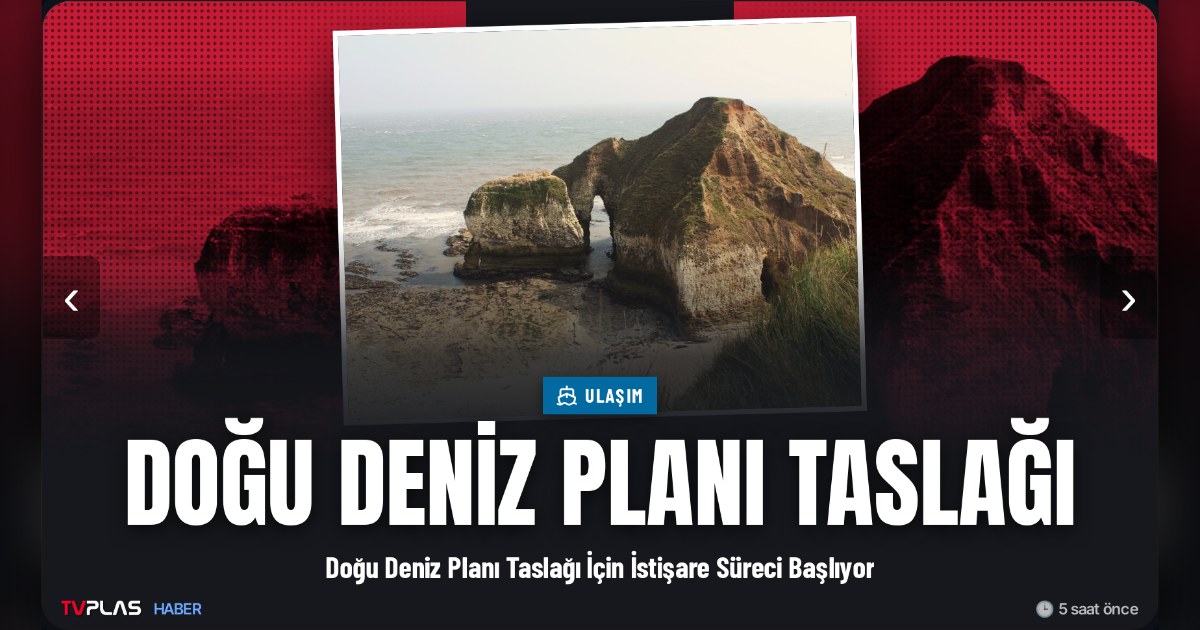 ULAŞIM
DOĞU DENİZ PLANI TASLAĞI
Doğu Deniz Planı Taslağı İçin İstişare Süreci Başlıyor
TVPLAS HABER
5 saat önce